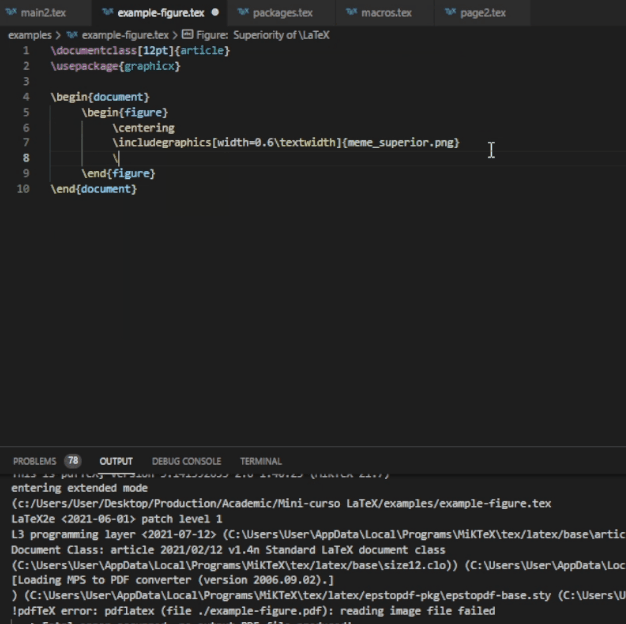 main2.tex example-figure.tex packages.tex macros.tex page2.tex
examples > example-figure.tex > Figure: Superiority of \LaTeX
1 \documentclass[12pt]{article}
2 \usepackage{graphicx}
3
4 \begin{document}
5 \begin{figure}
6 \centering
7 \includegraphics[width=0.6\textwidth]{meme_superior.png}
8 \
9 \end{figure}
10 \end{document}
PROBLEMS 78 OUTPUT DEBUG CONSOLE TERMINAL
entering extended mode
(c:/Users/User/Desktop/Production/Academic/Mini-curso LaTeX/examples/example-figure.tex
LaTeX2e <2021-06-01> patch level 1
L3 programming layer <2021-07-12> (C:\Users\User\AppData\Local\Programs\MiKTeX\tex/latex/base\artic
Document Class: article 2021/02/12 v1.4n Standard LaTeX document class
(C:\Users\User\AppData\Local\Programs\MiKTeX\tex/latex/base\size12.clo)) (C:\Users\User\AppData\Loc
[Loading MPS to PDF converter (version 2006.09.02).]
) (C:\Users\User\AppData\Local\Programs\MiKTeX\tex/latex/epstopdf-pkg\epstopdf-base.sty (C:\Users\U
!pdfTeX error: pdflatex (file ./example-figure.pdf): reading image file failed